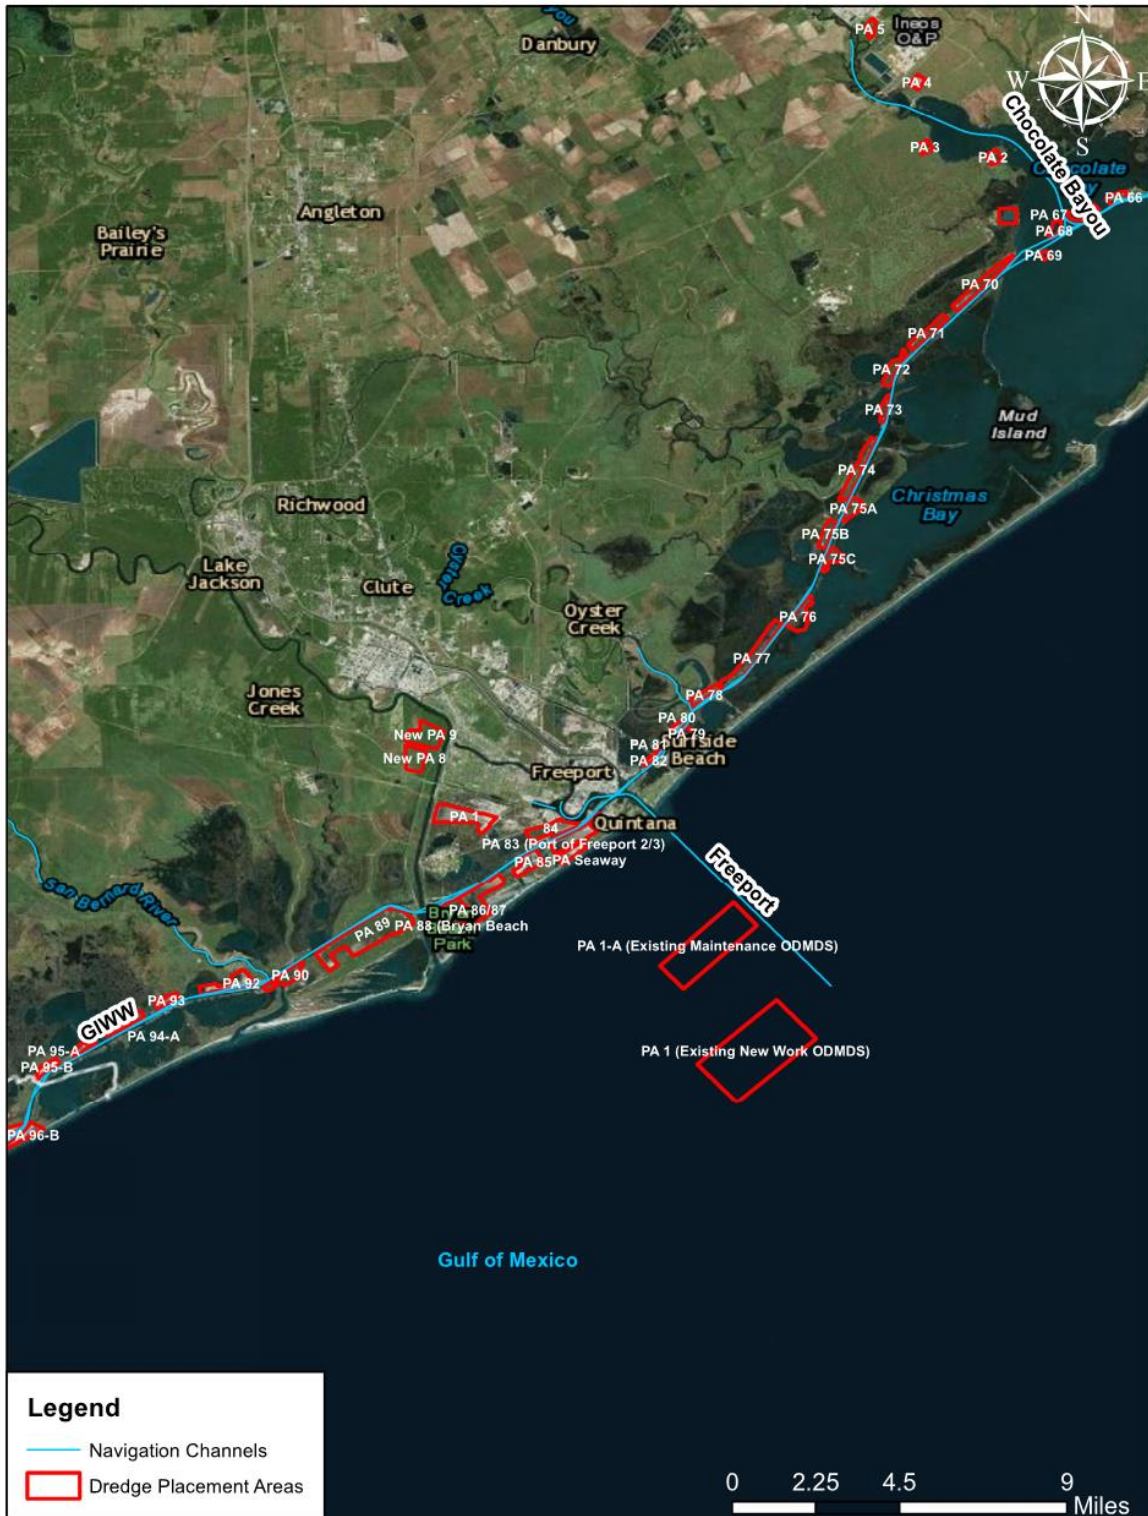 PA 5
Ineos
O&P
Danbury
N
W
E
S
PA 4
PA 3
PA 2
Chocolate Bayou
PA 66
PA 67
PA 68
PA 69
Angleton
Bailey's
Prairie
PA 70
PA 71
PA 72
PA 73
Mud
Island
PA 74
Christmas
Bay
PA 75A
PA 75B
PA 75C
Richwood
Lake
Jackson
Clute
Oyster
Creek
Oyster
Creek
PA 76
PA 77
PA 78
PA 80
PA 79
PA 81
PA 82
Surfside
Beach
Jones
Creek
New PA 9
New PA 8
Freeport
PA 1
84
Quintana
PA 83 (Port of Freeport 2/3)
PA 85
PA Seaway
Freeport
PA 86/87
PA 88 (Bryan Beach
Park
PA 89
San Bernard River
PA 1-A (Existing Maintenance ODMDS)
PA 90
PA 92
PA 93
GIWW
PA 94-A
PA 95-A
PA 95-B
PA 1 (Existing New Work ODMDS)
PA 96-B
Gulf of Mexico
Legend
Navigation Channels
Dredge Placement Areas
0 2.25 4.5 9
Miles